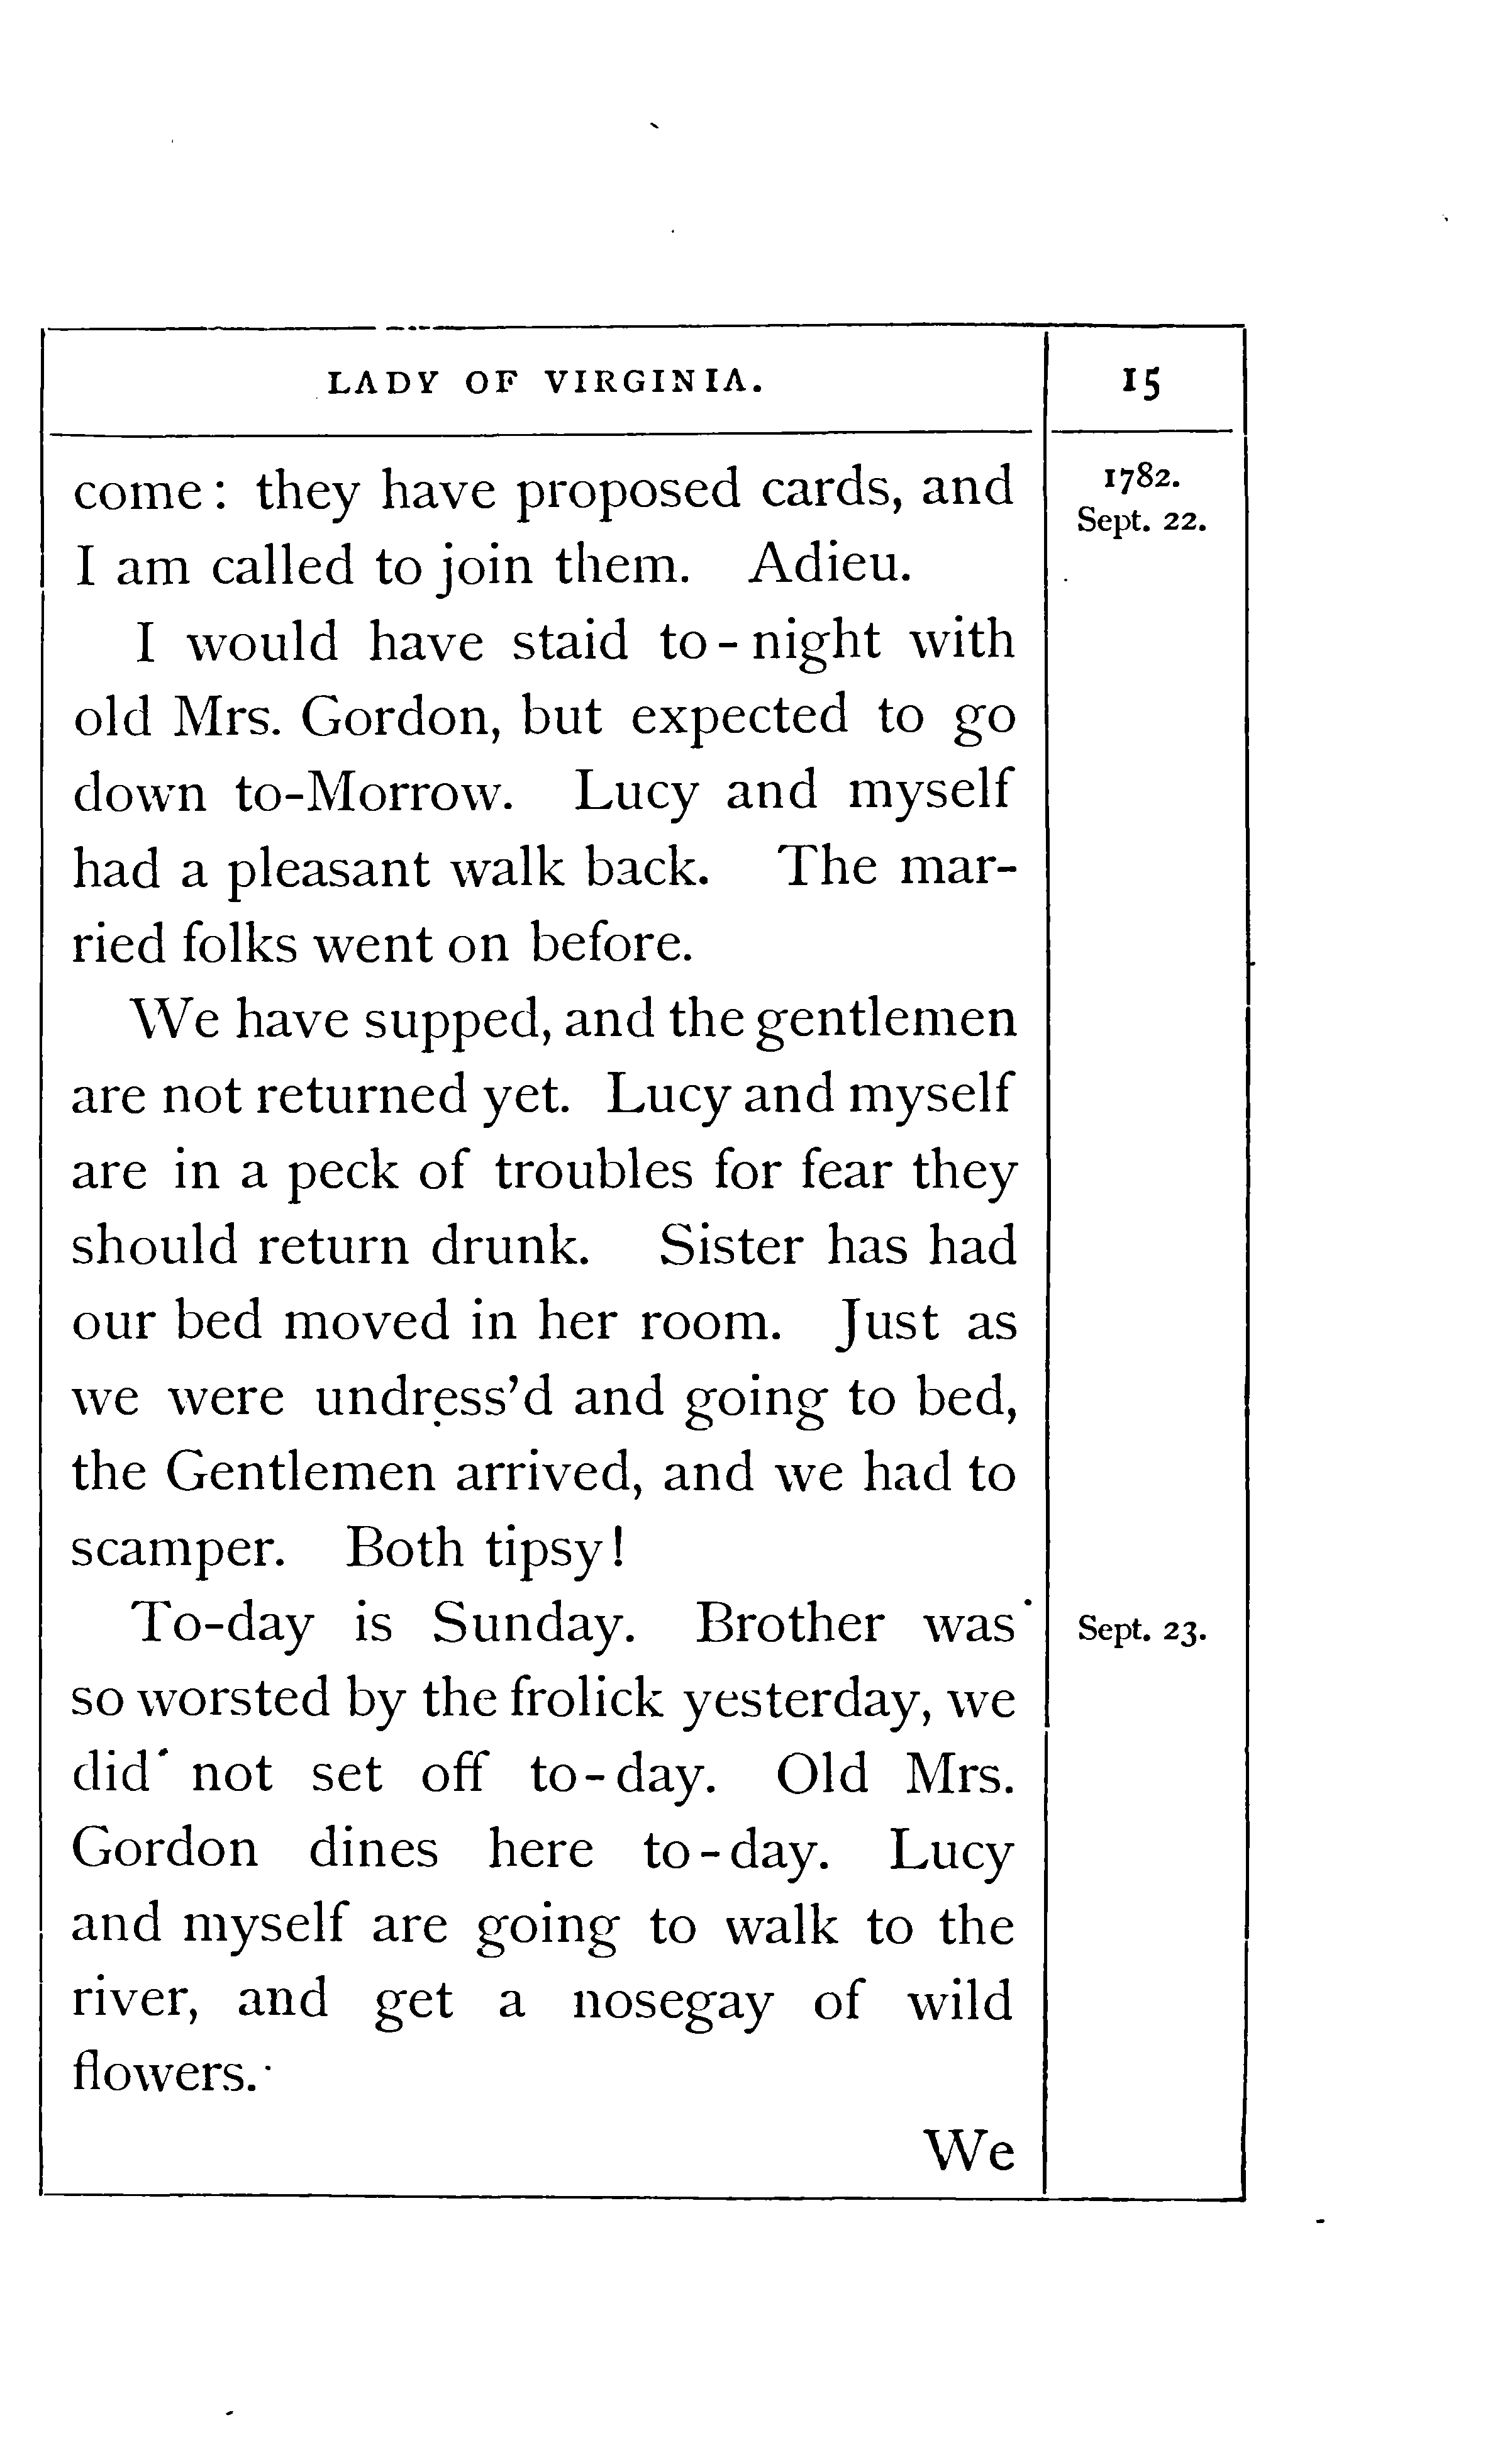 LADY OF VIRGINIA.
15
1782.
Sept. 22.
come: they have proposed cards, and
I am called to join them. Adieu.
I would have staid to-night with
old Mrs. Gordon, but expected to go
down to-Morrow. Lucy and myself
had a pleasant walk back. The mar-
ried folks went on before.
We have supped, and the gentlemen
are not returned yet. Lucy and myself
are in a peck of troubles for fear they
should return drunk. Sister has had
our bed moved in her room. Just as
we were undress'd and going to bed,
the Gentlemen arrived, and we had to
scamper. Both tipsy!
Sept. 23.
To-day is Sunday. Brother was
so worsted by the frolick yesterday, we
did not set off to-day. Old Mrs.
Gordon dines here to-day. Lucy
and myself are going to walk to the
river, and get a nosegay of wild
flowers.
We